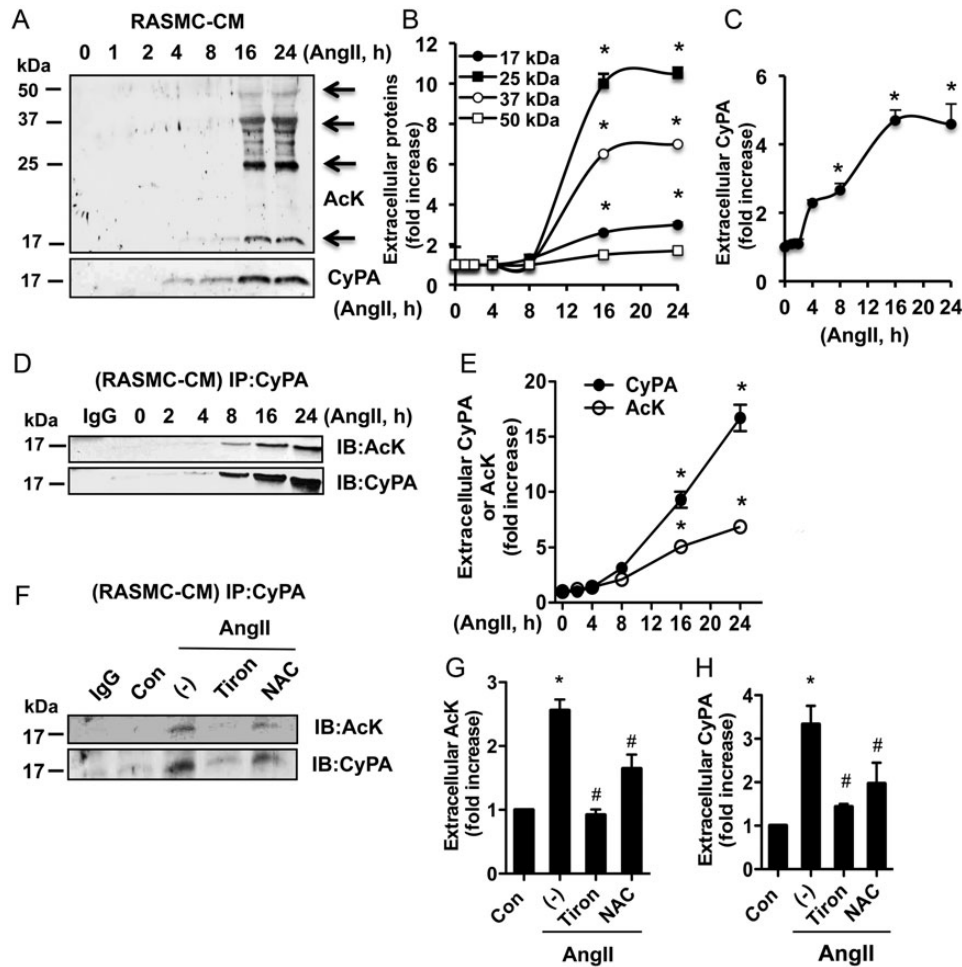 A
RASMC-CM
0 1 2 4 8 16 24 (AngII, h)
kDa
50
37
25
AcK
17
17
CyPA
B
Extracellular proteins
(fold increase)
12
10
8
6
4
2
0
17 kDa
25 kDa
37 kDa
50 kDa
* *
* *
* *
(AngII, h)
0 4 8 12 16 20 24
C
Extracellular CyPA
(fold increase)
6
4
2
0
* * *
0 4 8 12 16 20 24
(AngII, h)
D
(RASMC-CM) IP:CyPA
kDa
IgG 0 2 4 8 16 24 (AngII, h)
17 IB:AcK
17 IB:CyPA
E
Extracellular CyPA
or AcK
(fold increase)
20
15
10
5
0
CyPA
AcK
* *
* *
(AngII, h)
0 4 8 12 16 20 24
F
(RASMC-CM) IP:CyPA
AngII
IgG Con (-) Tiron NAC
kDa
17 IB:AcK
17 IB:CyPA
G
Extracellular AcK
(fold increase)
3
2
1
0
* # #
Con (-) Tiron NAC
AngII
H
Extracellular CyPA
(fold increase)
4
3
2
1
0
* # #
Con (-) Tiron NAC
AngII